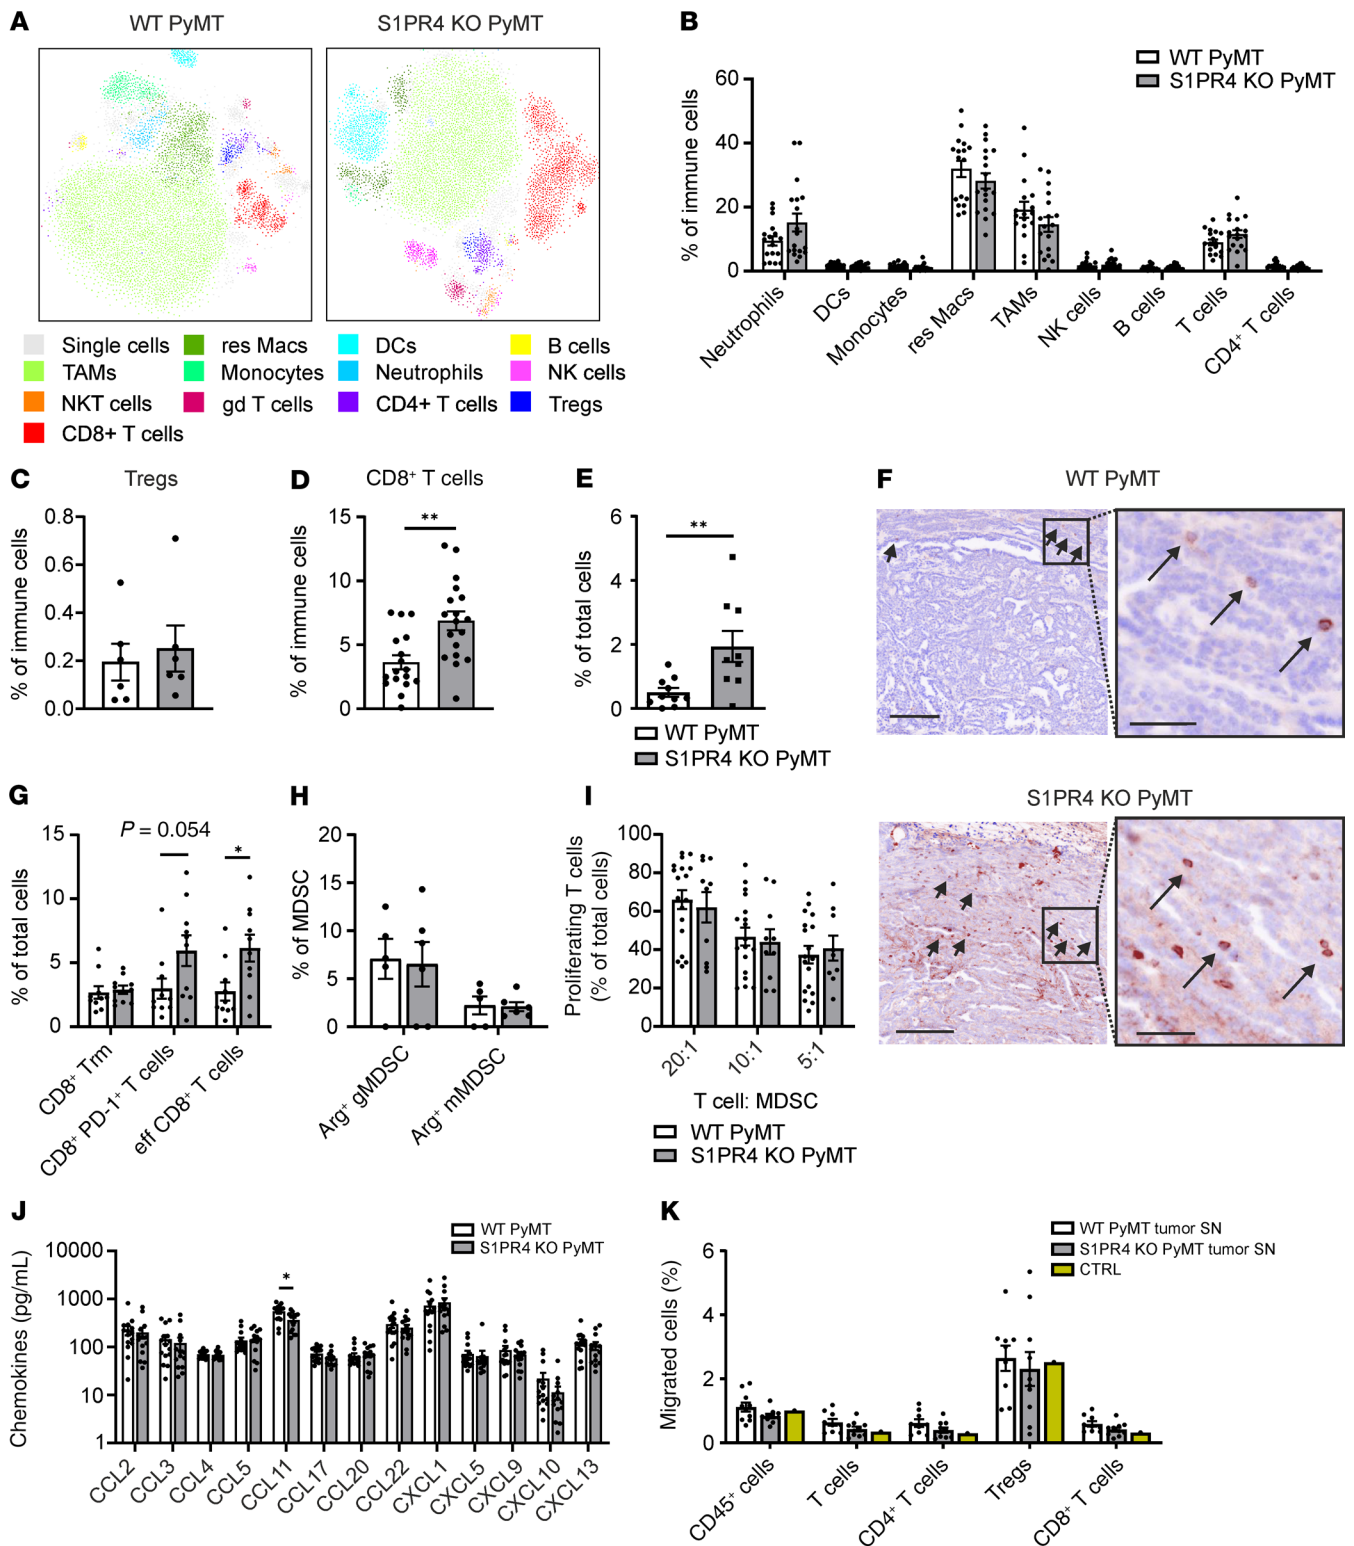 A
WT PyMT
S1PR4 KO PyMT
Single cells
res Macs
DCs
B cells
TAMs
Monocytes
Neutrophils
NK cells
NKT cells
gd T cells
CD4+ T cells
Tregs
CD8+ T cells
B
WT PyMT
S1PR4 KO PyMT
% of immune cells
60
40
20
0
Neutrophils
DCs
Monocytes
res Macs
TAMs
NK cells
B cells
T cells
CD4⁺ T cells
C
Tregs
% of immune cells
0.8
0.6
0.4
0.2
0.0
D
CD8⁺ T cells
% of immune cells
15
10
5
0
**
E
% of total cells
6
4
2
0
**
WT PyMT
S1PR4 KO PyMT
F
WT PyMT
S1PR4 KO PyMT
G
% of total cells
15
10
5
0
P = 0.054
*
CD8⁺ Trm
CD8⁺ PD-1⁺ T cells
eff CD8⁺ T cells
H
% of MDSC
20
15
10
5
0
Arg⁺ gMDSC
Arg⁺ mMDSC
I
Proliferating T cells
(% of total cells)
100
80
60
40
20
0
20:1
10:1
5:1
T cell: MDSC
WT PyMT
S1PR4 KO PyMT
J
WT PyMT
S1PR4 KO PyMT
Chemokines (pg/mL)
10000
1000
100
10
1
*
CCL2
CCL3
CCL4
CCL5
CCL11
CCL17
CCL20
CCL22
CXCL1
CXCL5
CXCL9
CXCL10
CXCL13
K
WT PyMT tumor SN
S1PR4 KO PyMT tumor SN
CTRL
Migrated cells (%)
6
4
2
0
CD45⁺ cells
T cells
CD4⁺ T cells
Tregs
CD8⁺ T cells